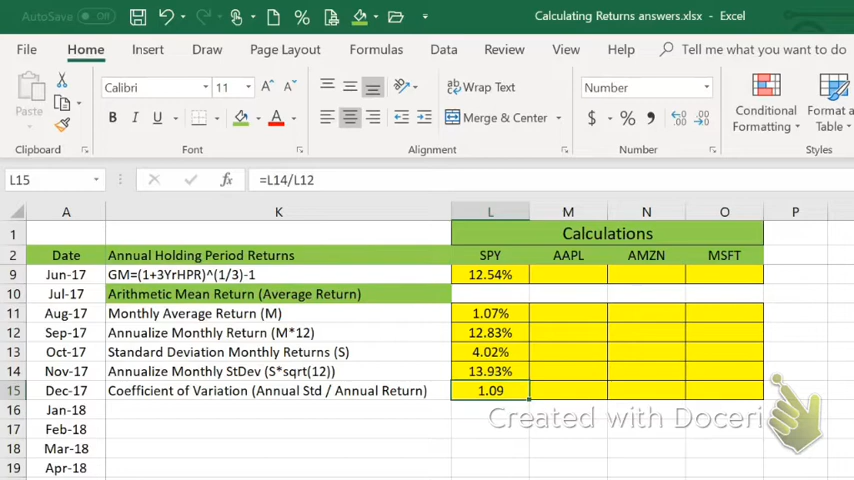 AutoSave Off
Calculating Returns answers.xlsx - Excel
File Home Insert Draw Page Layout Formulas Data Review View Help Tell me what you want to do
Paste
Calibri 11
B I U
ab Wrap Text
Merge & Center
Number
$ % ,
Conditional Formatting
Format a
Table
Clipboard Font Alignment Number Styles
L15 fx =L14/L12
A K L M N O P
1 Calculations
2 Date Annual Holding Period Returns SPY AAPL AMZN MSFT
9 Jun-17 GM=(1+3YrHPR)^(1/3)-1 12.54%
10 Jul-17 Arithmetic Mean Return (Average Return)
11 Aug-17 Monthly Average Return (M) 1.07%
12 Sep-17 Annualize Monthly Return (M*12) 12.83%
13 Oct-17 Standard Deviation Monthly Returns (S) 4.02%
14 Nov-17 Annualize Monthly StDev (S*sqrt(12)) 13.93%
15 Dec-17 Coefficient of Variation (Annual Std / Annual Return) 1.09
16 Jan-18
17 Feb-18
18 Mar-18
19 Apr-18
Created with Doceri